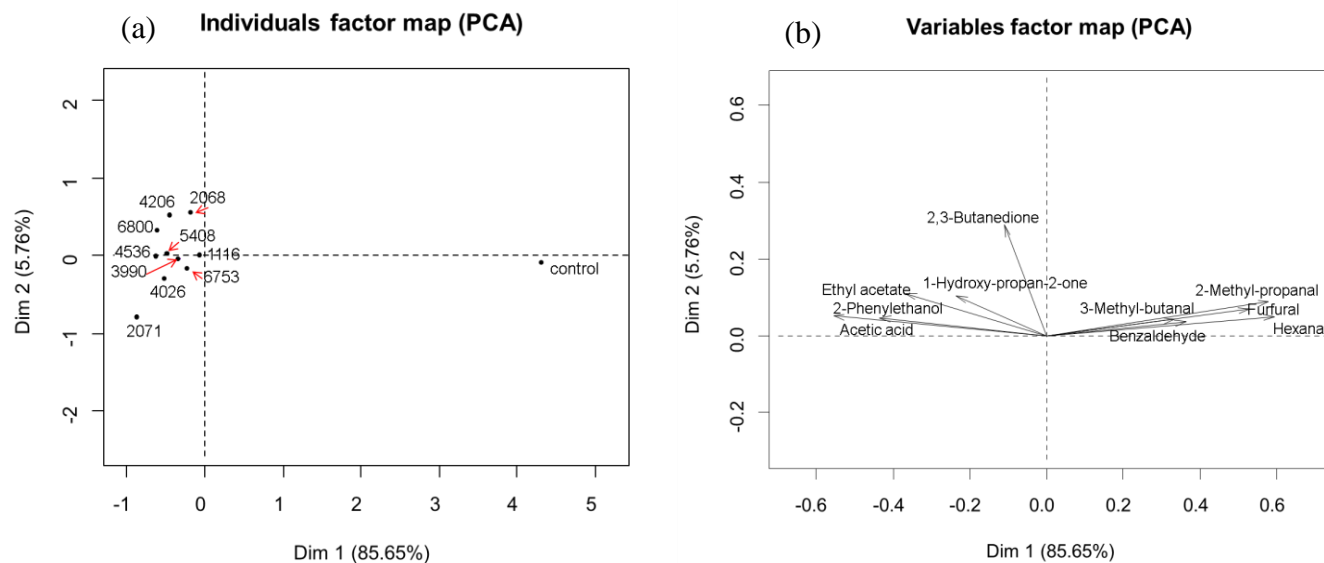 (a)
Individuals factor map (PCA)
2
1
0
-1
-2
Dim 2 (5.76%)
4206
2068
6800
5408
4536
1116
3990
6753
4026
2071
control
-1
0
1
2
3
4
5
Dim 1 (85.65%)
(b)
Variables factor map (PCA)
0.6
0.4
0.2
0.0
-0.2
Dim 2 (5.76%)
2,3-Butanedione
1-Hydroxy-propan-2-one
Ethyl acetate
2-Methyl-propanal
2-Phenylethanol
3-Methyl-butanal
Furfural
Acetic acid
Benzaldehyde
Hexana
-0.6
-0.4
-0.2
0.0
0.2
0.4
0.6
Dim 1 (85.65%)